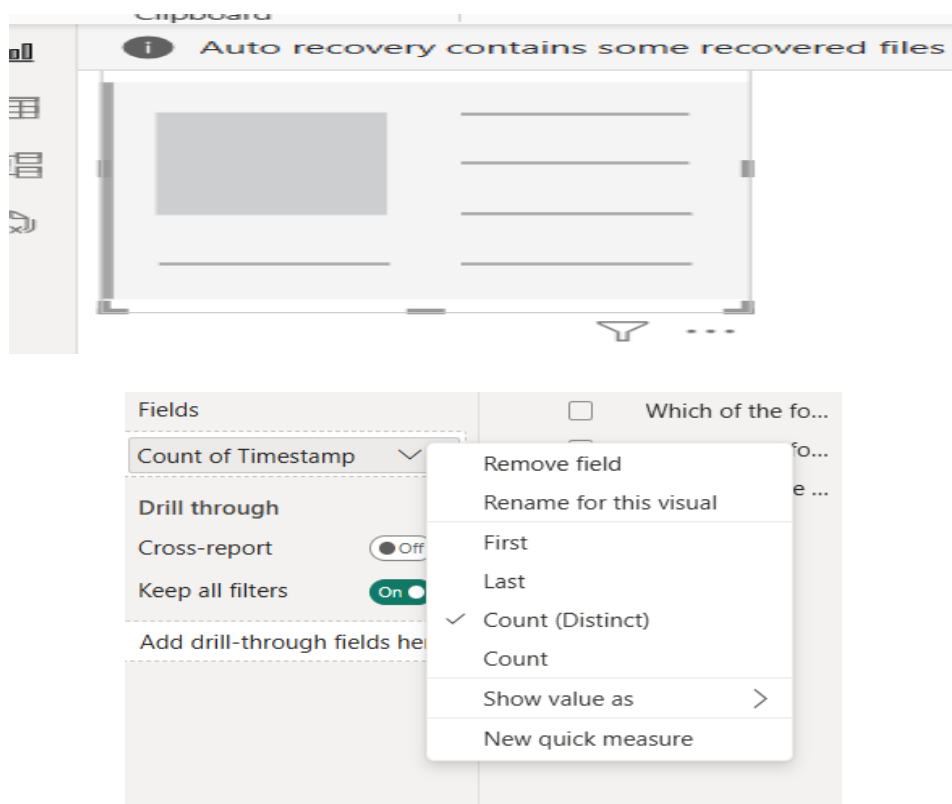 Clipboard
Auto recovery contains some recovered files
Fields
Which of the fo...
Count of Timestamp
fo...
Remove field
e ...
Rename for this visual
Drill through
First
Cross-report
Off
Last
Keep all filters
On
Count (Distinct)
Add drill-through fields he
Count
Show value as
New quick measure